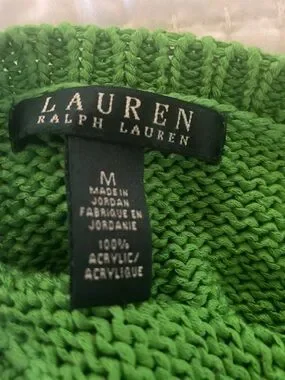 LAUREN
RALPH LAUREN
M
MADE IN
JORDAN
FABRIQUE EN
JORDANIE
100%
ACRYLIC/
ACRYLIQUE